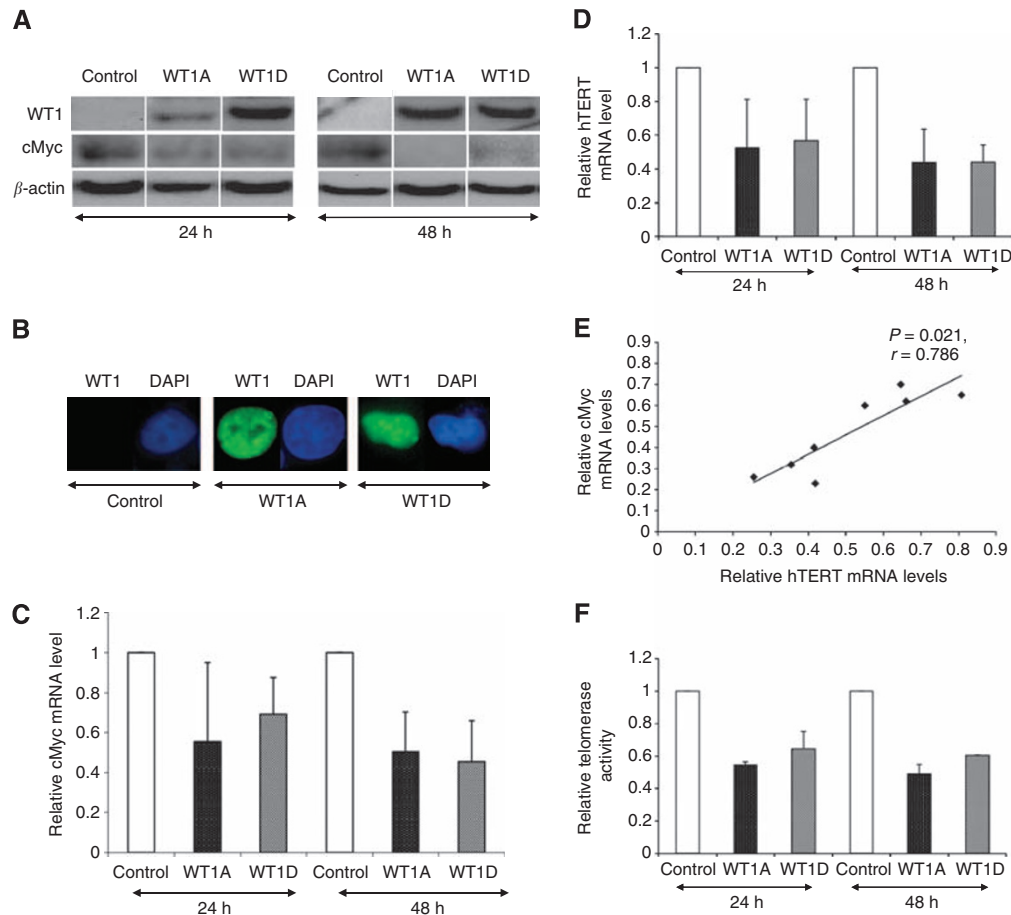 A
Control WT1A WT1D Control WT1A WT1D
WT1
cMyc
β-actin
24 h 48 h
B
WT1 DAPI WT1 DAPI WT1 DAPI
Control WT1A WT1D
C
Relative cMyc mRNA level
1.2
1
0.8
0.6
0.4
0.2
0
Control WT1A WT1D Control WT1A WT1D
24 h 48 h
D
Relative hTERT
mRNA level
1.2
1
0.8
0.6
0.4
0.2
0
Control WT1A WT1D Control WT1A WT1D
24 h 48 h
E
P = 0.021,
r = 0.786
Relative cMyc
mRNA levels
0.9
0.8
0.7
0.6
0.5
0.4
0.3
0.2
0.1
0
0 0.1 0.2 0.3 0.4 0.5 0.6 0.7 0.8 0.9
Relative hTERT mRNA levels
F
Relative telomerase
activity
1.2
1
0.8
0.6
0.4
0.2
0
Control WT1A WT1D Control WT1A WT1D
24 h 48 h